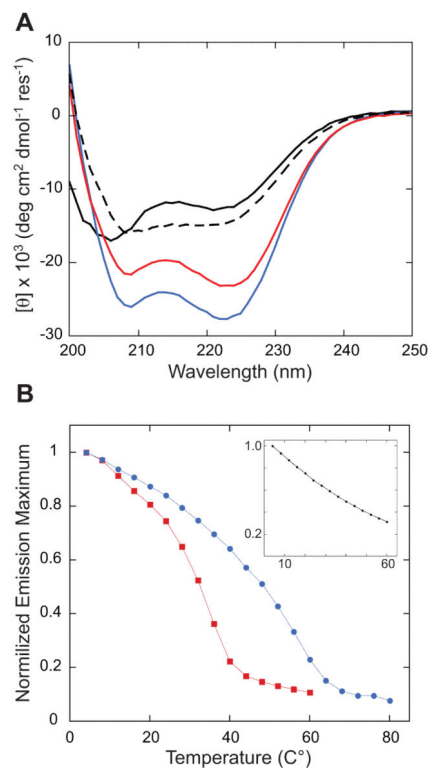 A
10
0
-10
-20
-30
[θ] x 10³ (deg cm² dmol⁻¹ res⁻¹)
200 210 220 230 240 250
Wavelength (nm)
B
1
0.8
0.6
0.4
0.2
0
Normilized Emission Maximum
1.0
0.2
10 60
0 20 40 60 80
Temperature (C°)